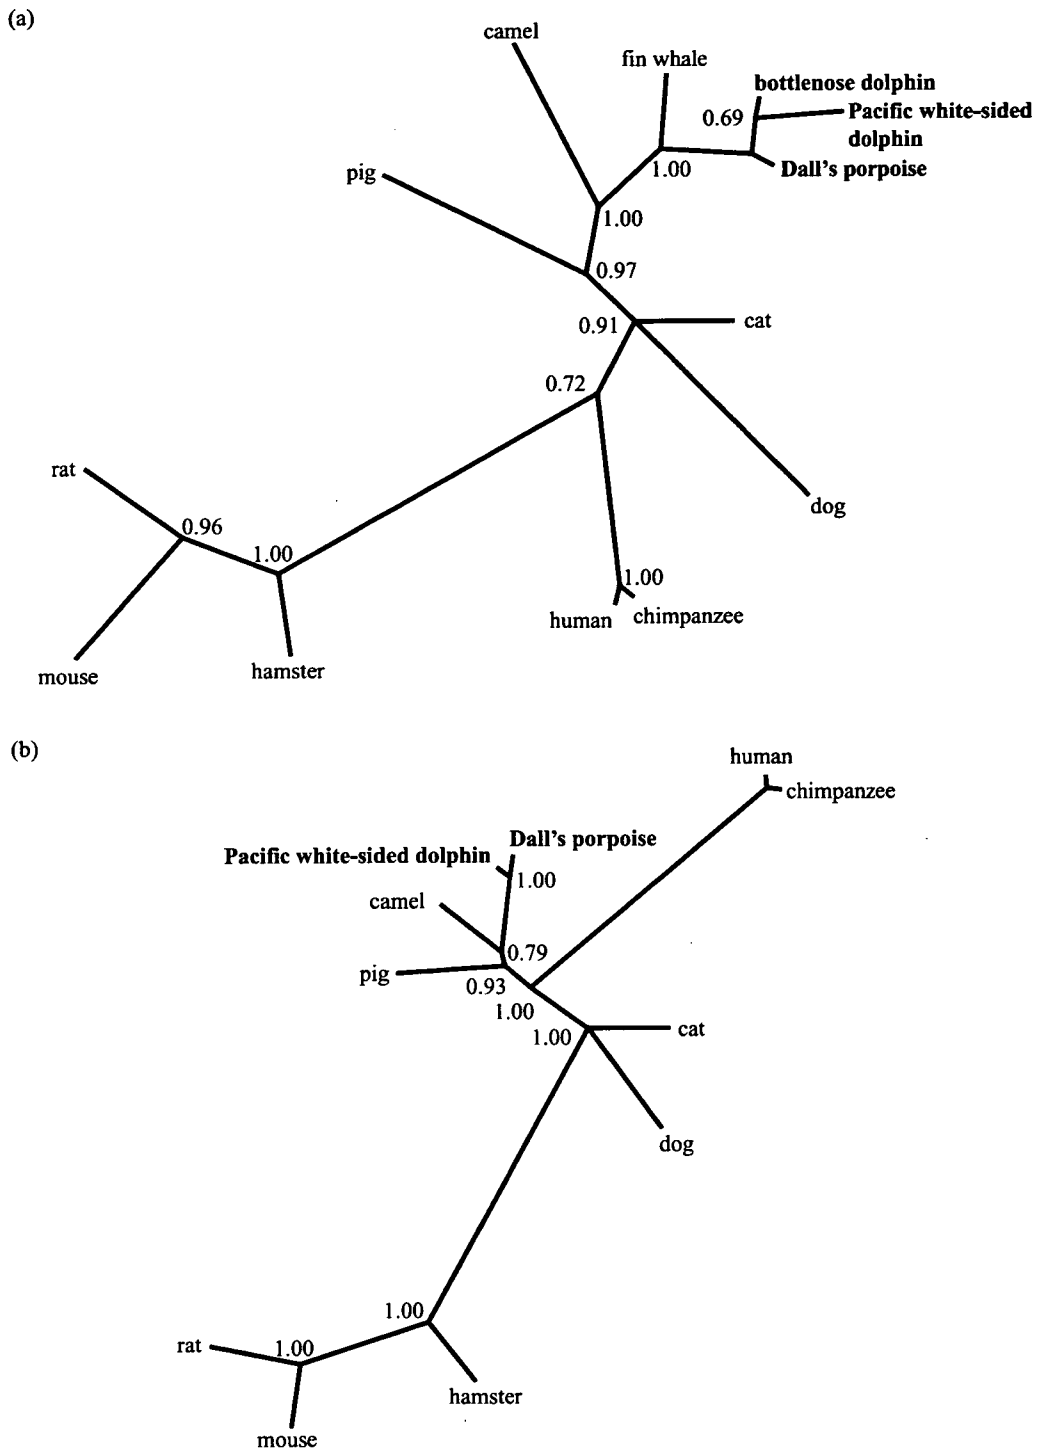 (a)
camel
fin whale
bottlenose dolphin
0.69
Pacific white-sided
dolphin
Dall's porpoise
1.00
pig
1.00
0.97
0.91
cat
0.72
rat
dog
0.96
1.00
1.00
human
chimpanzee
mouse
hamster
(b)
human
chimpanzee
Dall's porpoise
Pacific white-sided dolphin
1.00
camel
0.79
pig
0.93
1.00
1.00
cat
dog
1.00
rat
1.00
hamster
mouse